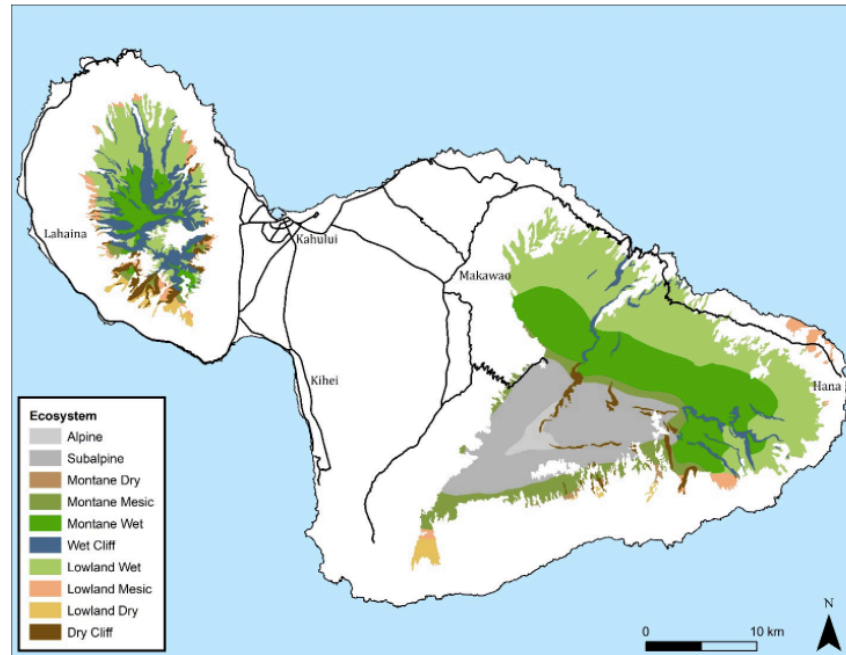 Lahaina
Kahului
Makawao
Kihei
Hana
Ecosystem
Alpine
Subalpine
Montane Dry
Montane Mesic
Montane Wet
Wet Cliff
Lowland Wet
Lowland Mesic
Lowland Dry
Dry Cliff
N
0 10 km